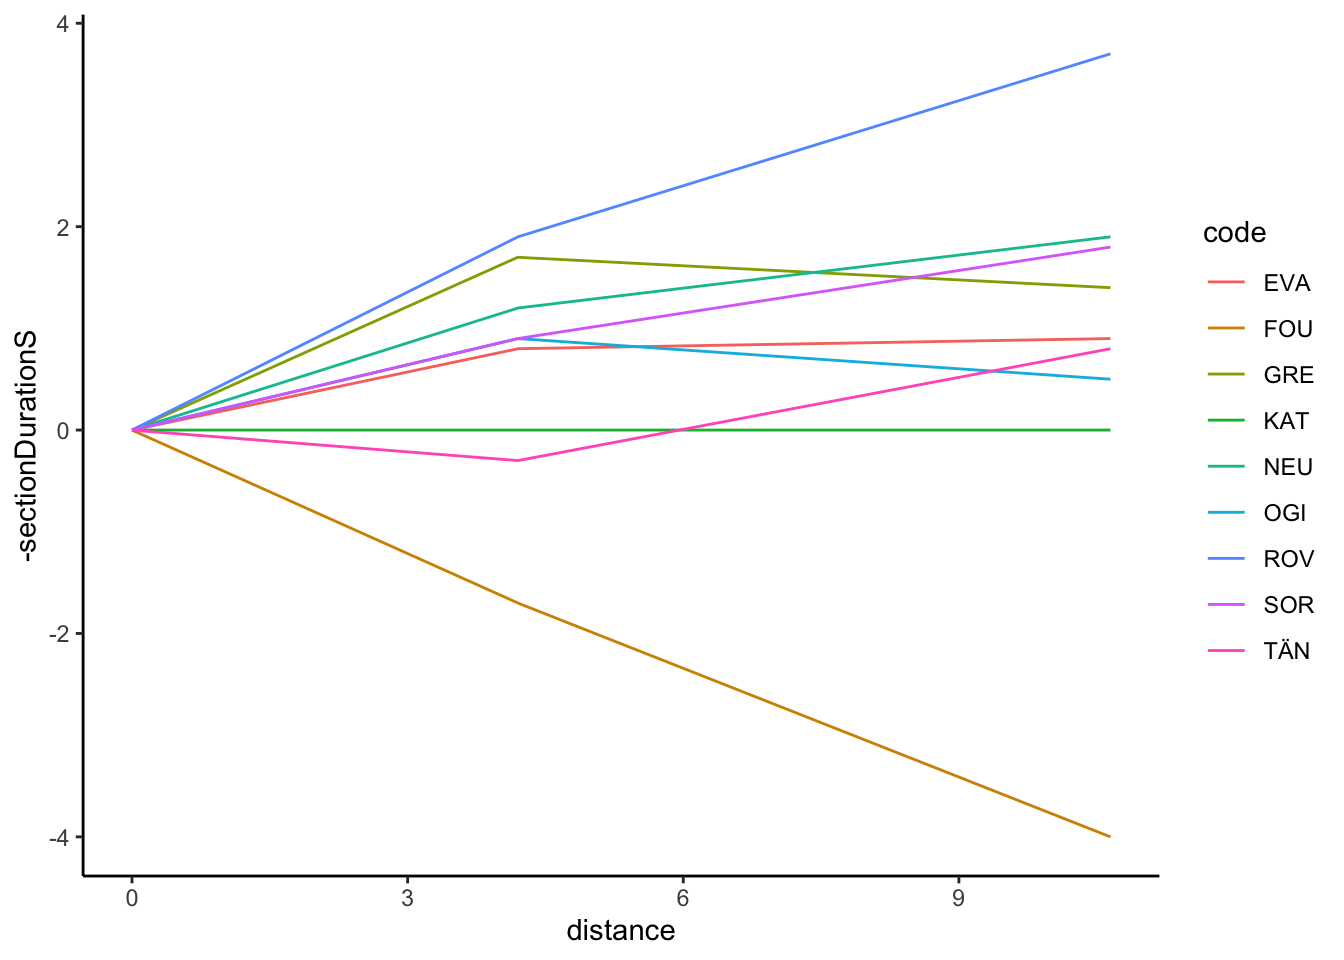 4
2
0
-2
-4
-sectionDurationS
0 3 6 9
distance
code
EVA
FOU
GRE
KAT
NEU
OGI
ROV
SOR
TÄN